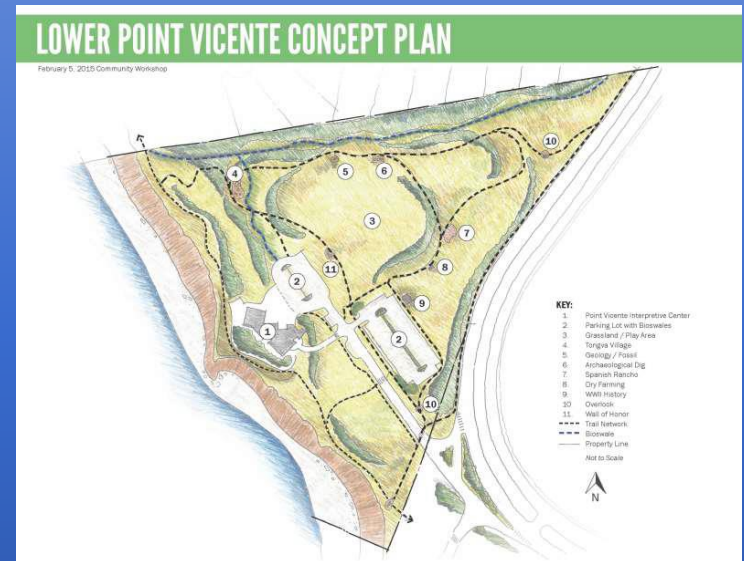 LOWER POINT VICENTE CONCEPT PLAN
February 5, 2015 Community Workshop
10
4
5
6
3
7
11
8
2
9
1
2
10
KEY:
1. Point Vicente Interpretive Center
2. Parking Lot with Bioswales
3. Grassland / Play Area
4. Tongva Village
5. Geology / Fossil
6. Archaeological Dig
7. Spanish Rancho
8. Dry Farming
9. WWII History
10 Overlook
11. Wall of Honor
Trail Network
Bioswale
Property Line
Not to Scale
N